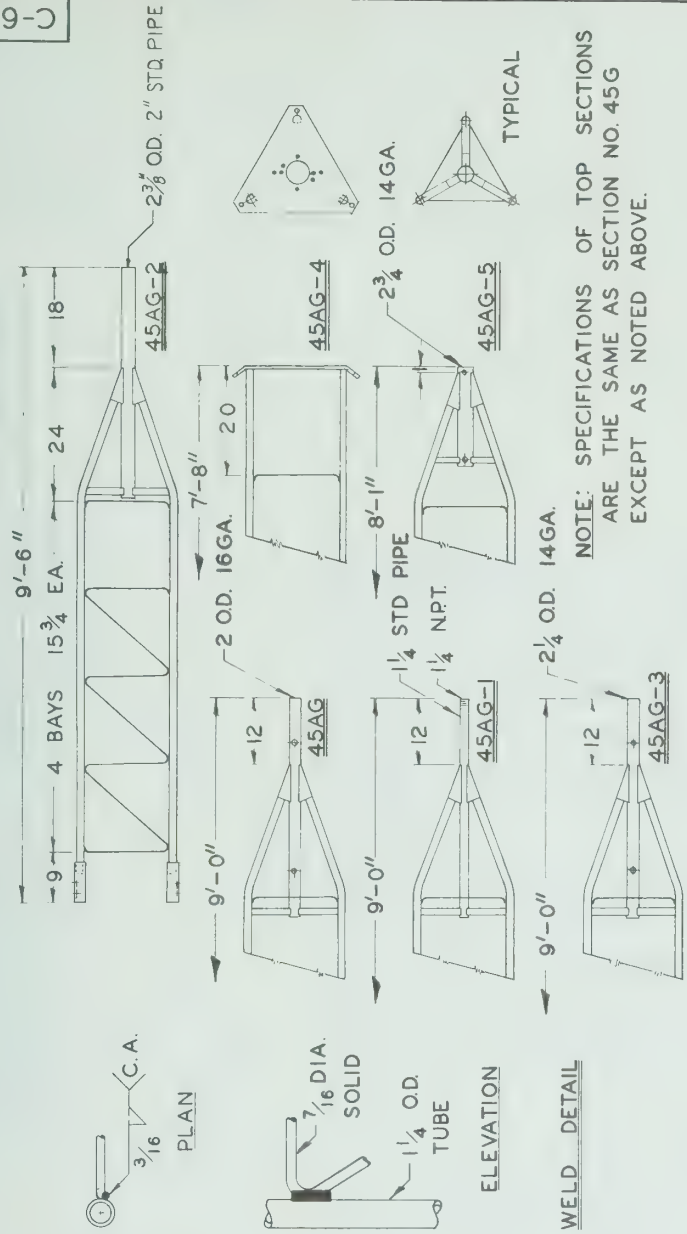 C-6
9'-6"
9
4 BAYS 15 3/4 EA.
24
18
2 3/8" O.D. 2" STD. PIPE
45AG-2
3/16
C.A.
PLAN
7/16 DIA.
SOLID
1 1/4 O.D.
TUBE
ELEVATION
WELD DETAIL
9'-0"
2 O.D. 16GA.
12
45AG
7'-8"
20
45AG-4
9'-0"
1 1/4 STD PIPE
1 1/4 N.P.T.
12
45AG-1
8'-1"
2 3/4 O.D. 14GA.
45AG-5
TYPICAL
9'-0"
2 1/4 O.D. 14GA.
12
45AG-3
NOTE: SPECIFICATIONS OF TOP SECTIONS
ARE THE SAME AS SECTION NO. 45G
EXCEPT AS NOTED ABOVE.